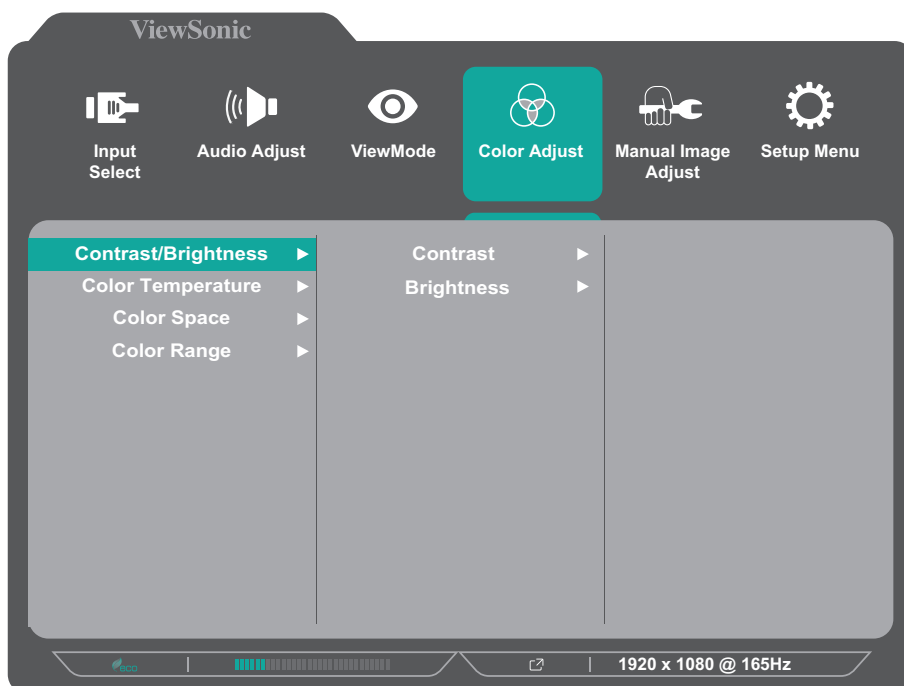 ViewSonic
Input
Select
Audio Adjust
ViewMode
Color Adjust
Manual Image
Adjust
Setup Menu
Contrast/Brightness
Color Temperature
Color Space
Color Range
Contrast
Brightness
eco
1920 x 1080 @ 165Hz